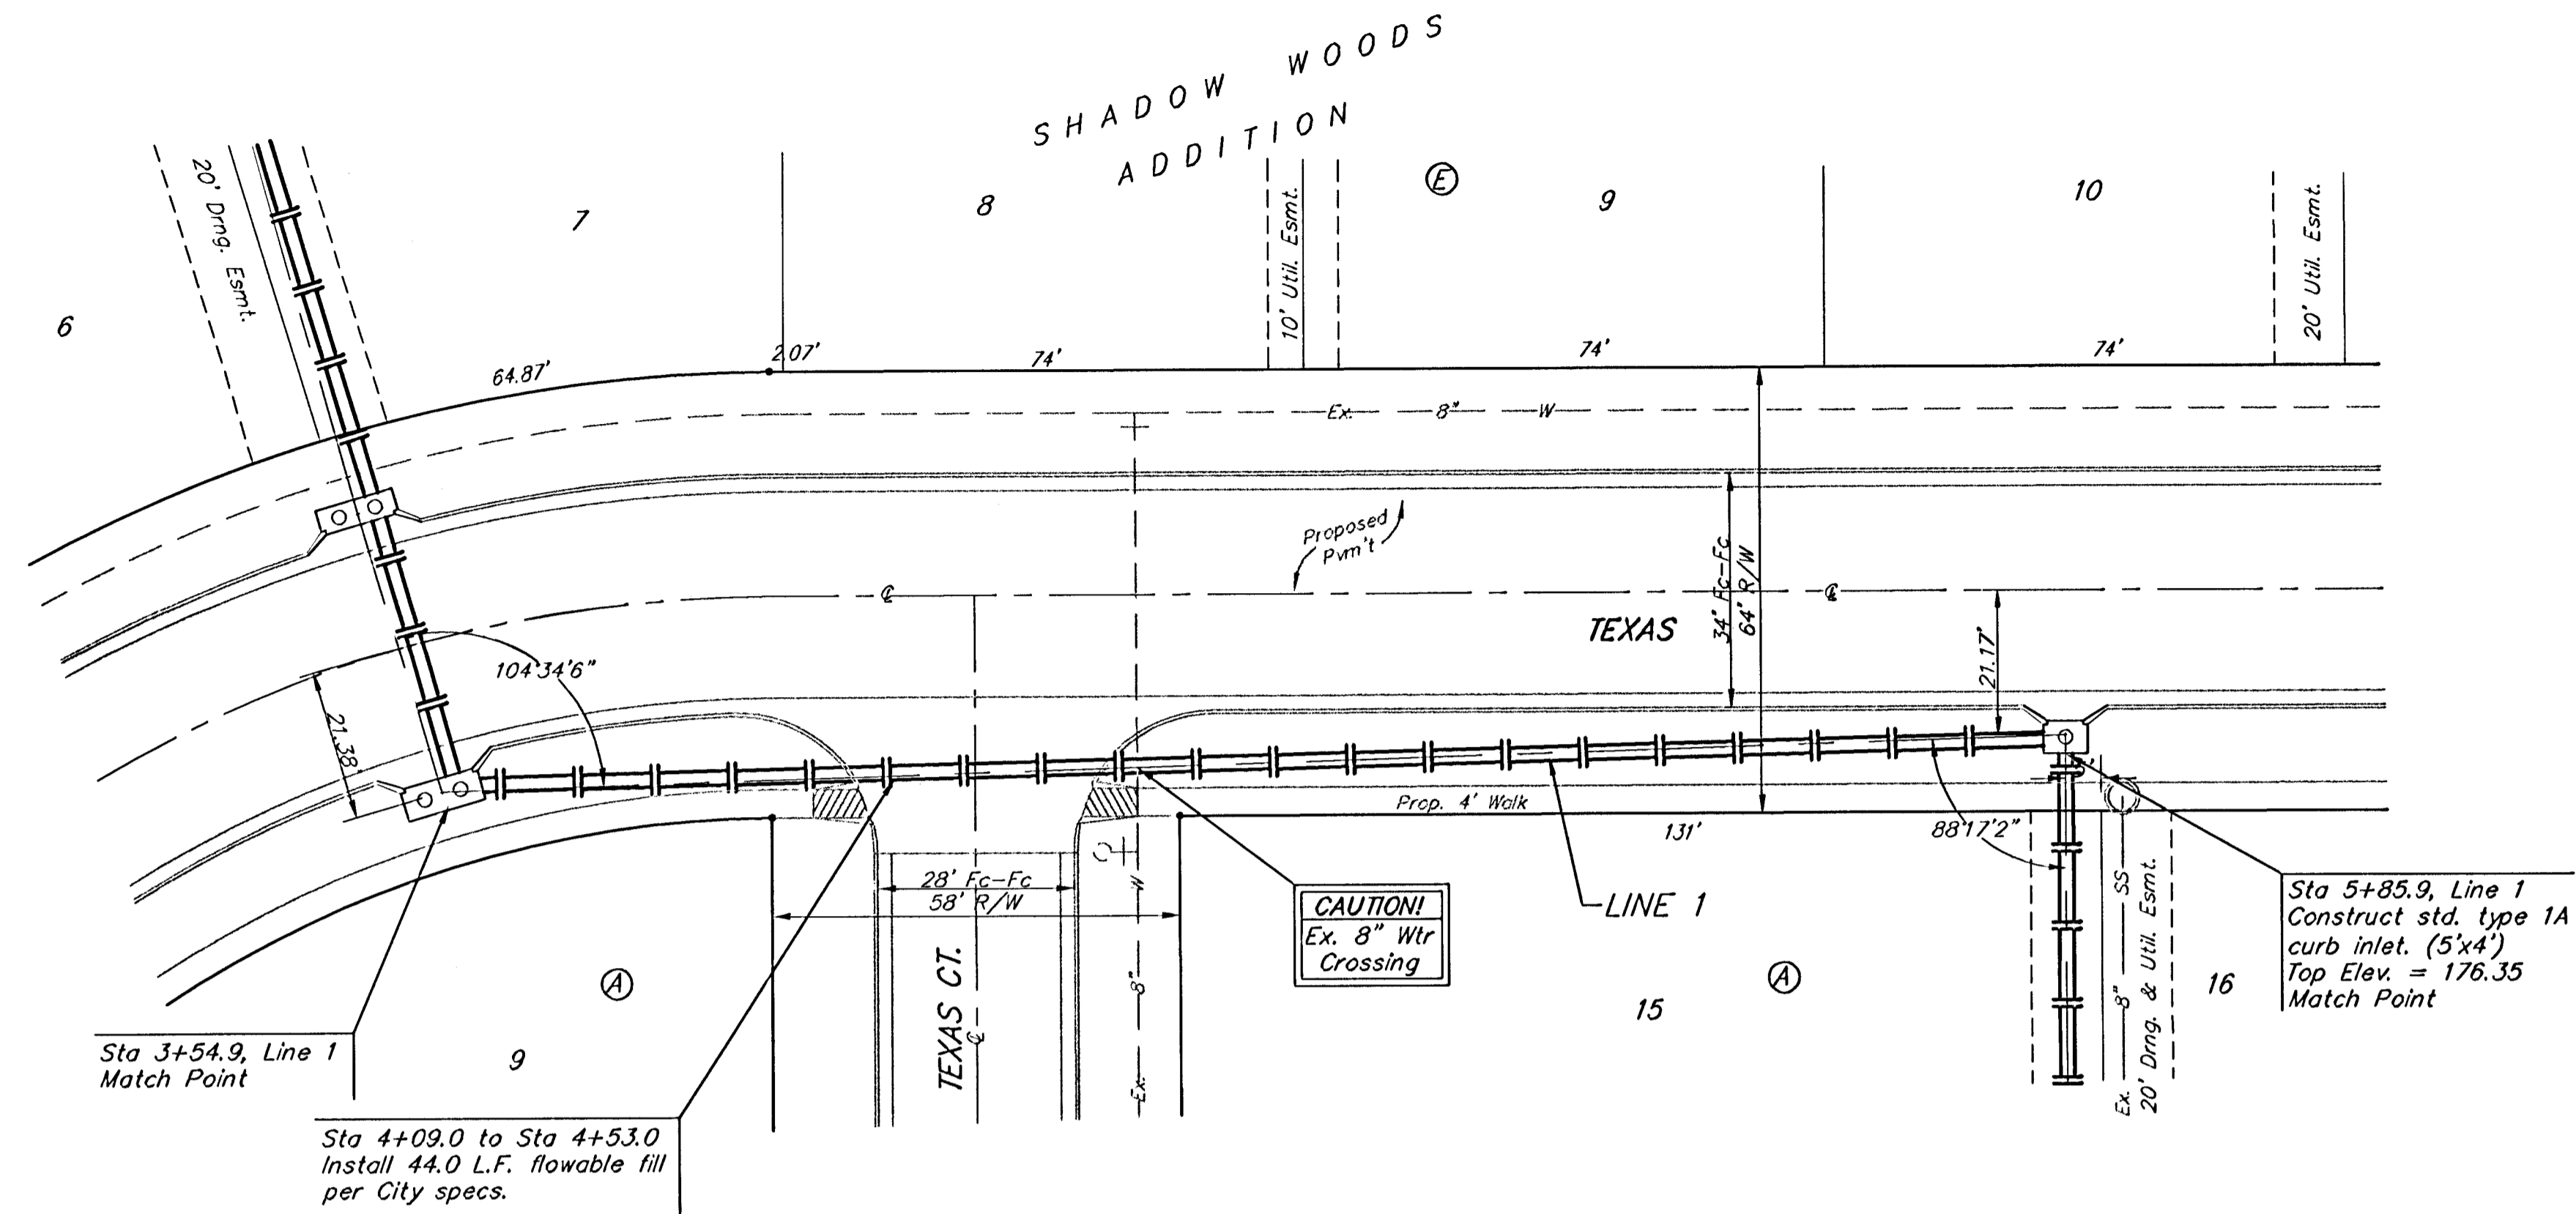 SHADOW WOODS
ADDITION
20' Drng. Esmt.
6
7
8
10' Util. Esmt.
E
9
10
20' Util. Esmt.
64.87'
2.07'
74'
74'
74'
Ex. 8" W
Proposed
Pvm't
℄
℄
34' Fc-Fc
64' R/W
TEXAS
21.17'
104°34'6"
21.38'
Prop. 4' Walk
131'
88°17'2"
28' Fc-Fc
58' R/W
LINE 1
CAUTION!
Ex. 8" Wtr
Crossing
Sta 5+85.9, Line 1
Construct std. type 1A
curb inlet. (5'x4')
Top Elev. = 176.35
Match Point
A
TEXAS CT.
℄
Ex. 8" W
15
A
Ex. 8" SS
20' Drng. & Util. Esmt.
16
Sta 3+54.9, Line 1
Match Point
9
Sta 4+09.0 to Sta 4+53.0
Install 44.0 L.F. flowable fill
per City specs.